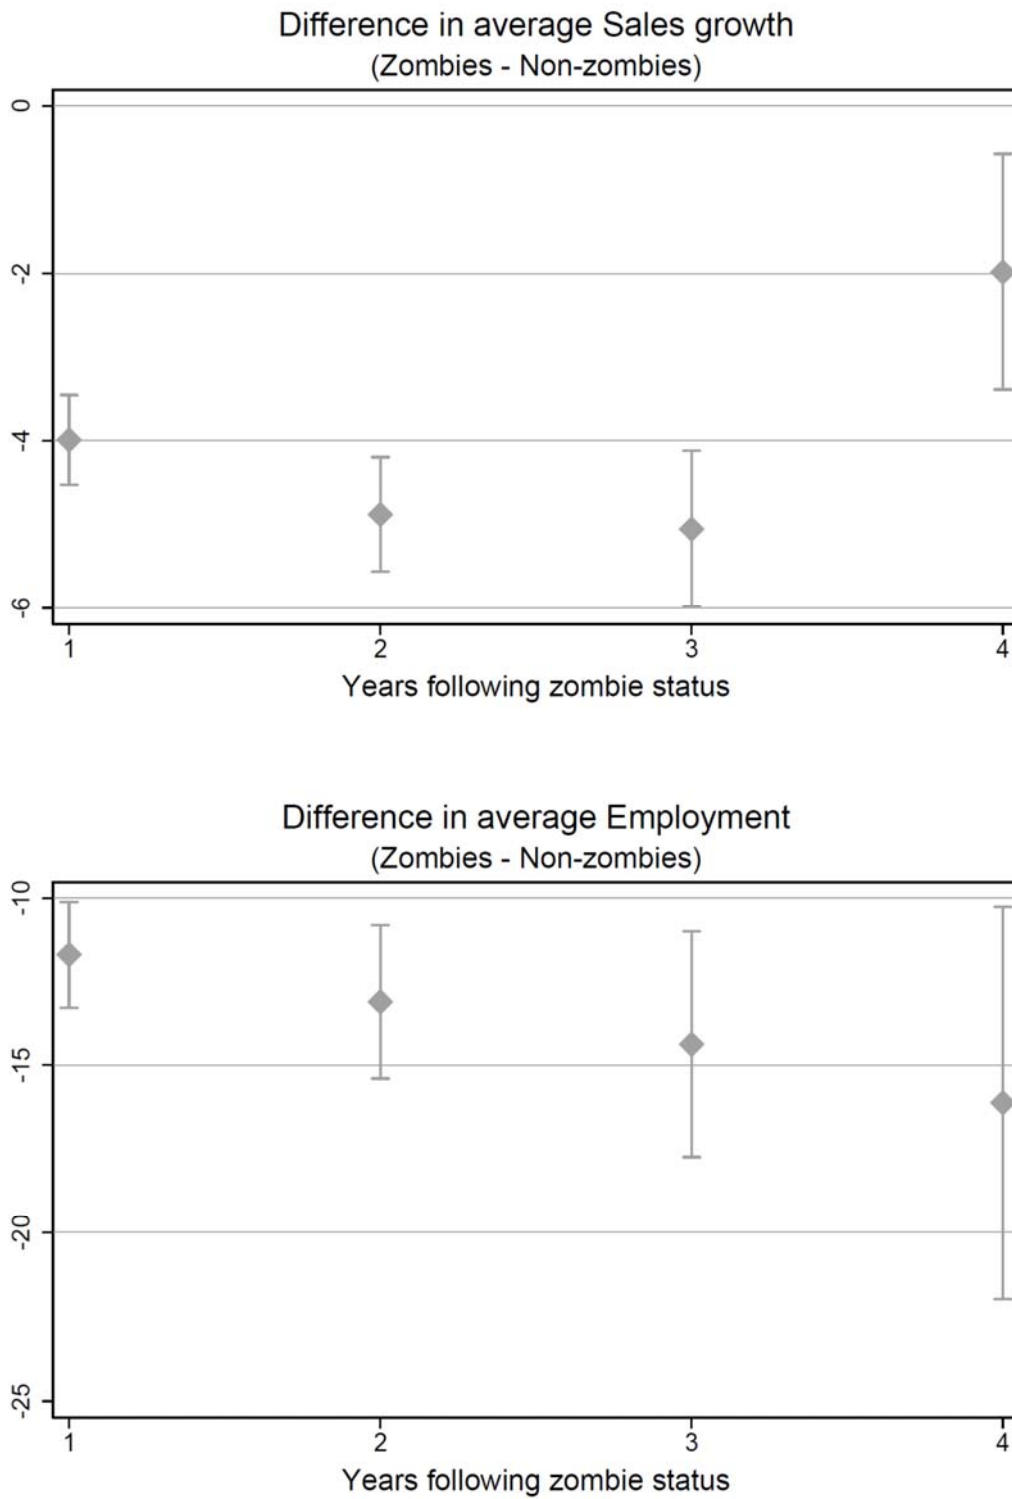 Difference in average Sales growth
(Zombies - Non-zombies)
0
-2
-4
-6
1 2 3 4
Years following zombie status
Difference in average Employment
(Zombies - Non-zombies)
-10
-15
-20
-25
1 2 3 4
Years following zombie status